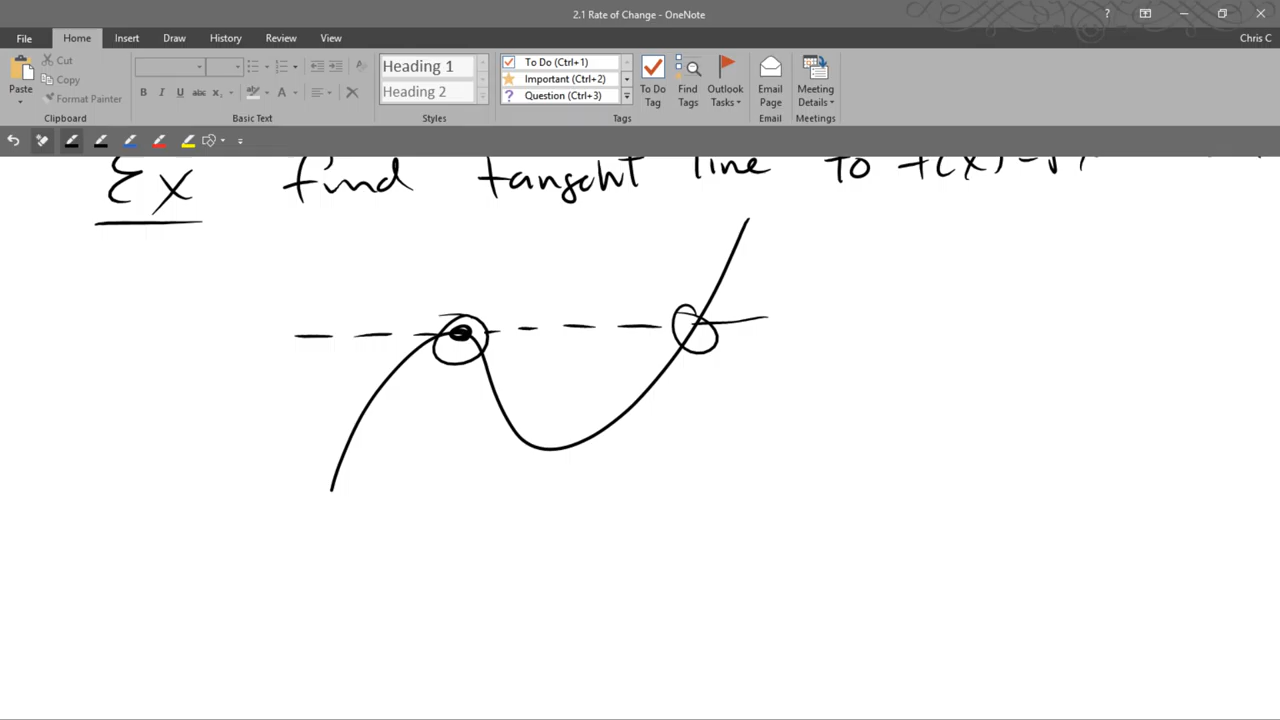 2.1 Rate of Change - OneNote
?
File Home Insert Draw History Review View
Chris C
Paste
Cut
Copy
Format Painter
Clipboard
B I U abc X₂ A
Basic Text
Heading 1
Heading 2
Styles
To Do (Ctrl+1)
Important (Ctrl+2)
? Question (Ctrl+3)
To Do Tag
Find Tags
Outlook Tasks
Tags
Email Page
Email
Meeting Details
Meetings
Ex find tangent line to f(x)=√x